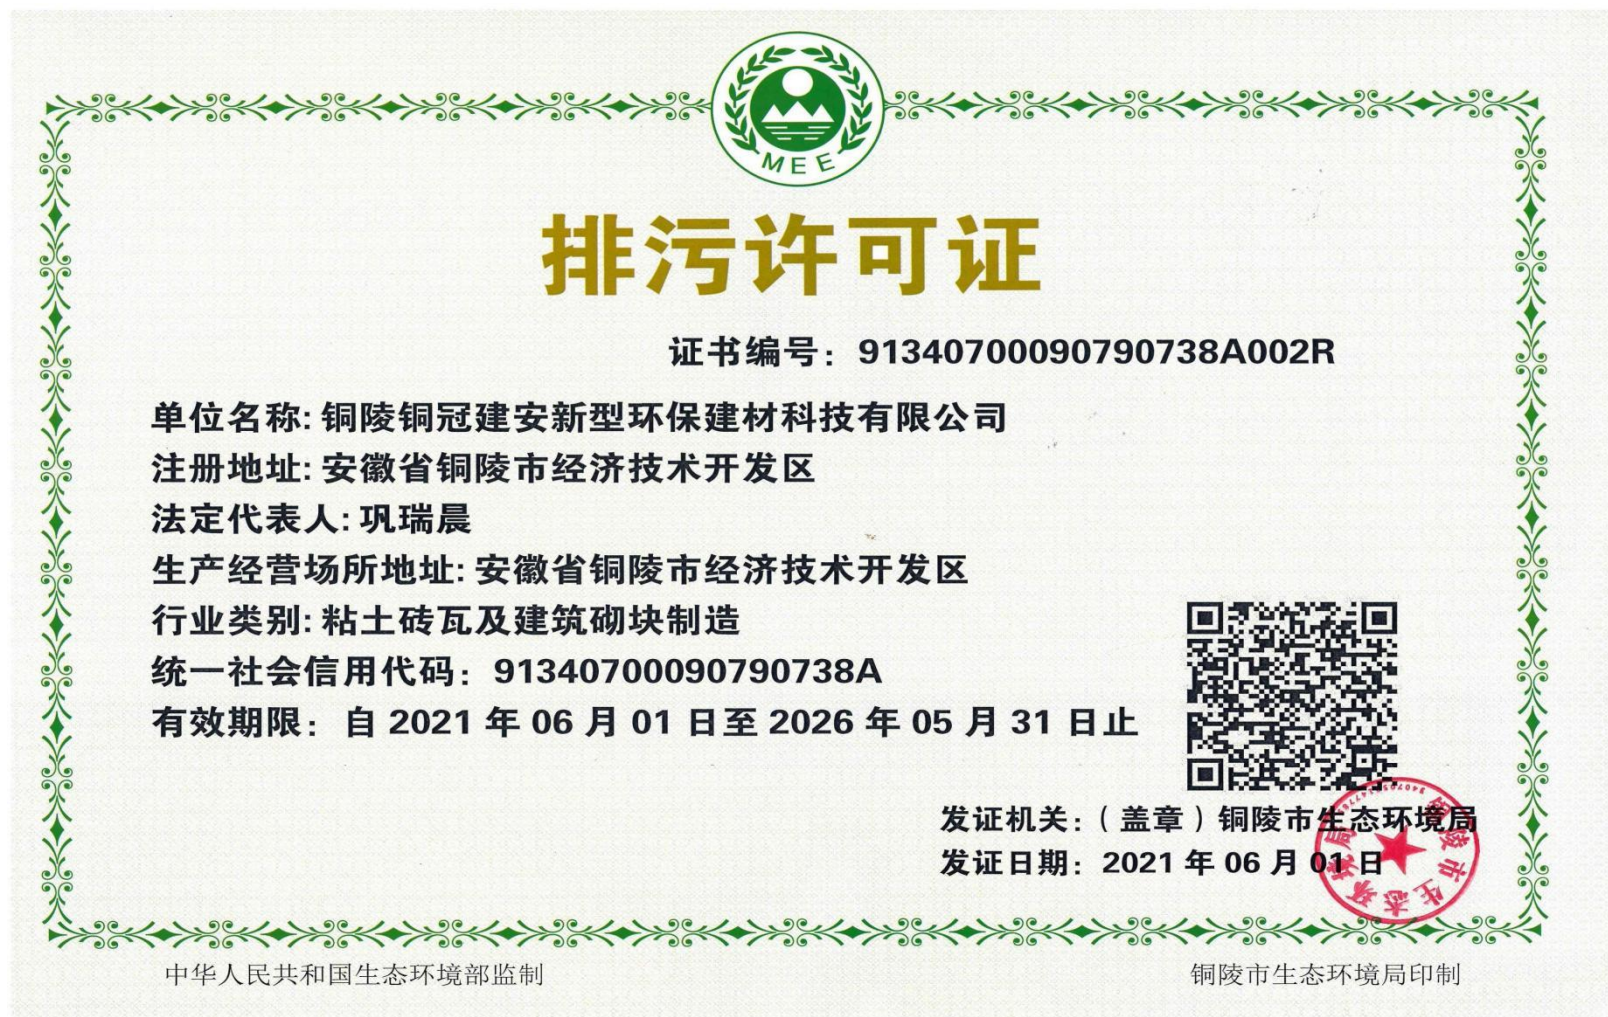 MEE
排污许可证
证书编号：91340700090790738A002R
单位名称:铜陵铜冠建安新型环保建材科技有限公司
注册地址:安徽省铜陵市经济技术开发区
法定代表人:巩瑞晨
生产经营场所地址:安徽省铜陵市经济技术开发区
行业类别:粘土砖瓦及建筑砌块制造
统一社会信用代码：91340700090790738A
有效期限：自 2021 年 06 月 01 日至 2026 年 05 月 31 日止
发证机关：（盖章）铜陵市生态环境局
发证日期：2021 年 06 月 01 日
铜陵市生态环境局
中华人民共和国生态环境部监制
铜陵市生态环境局印制